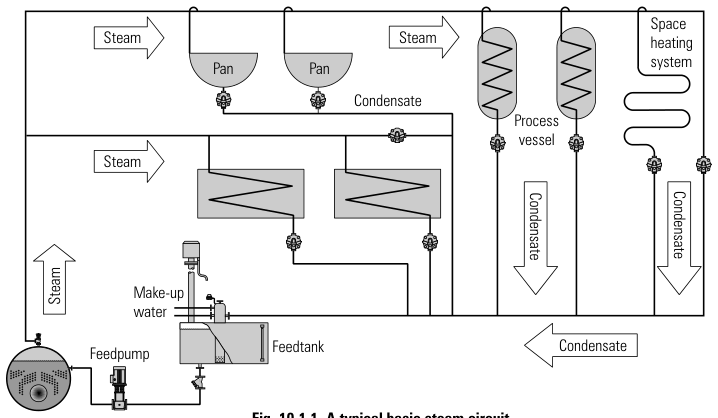 Steam
Pan
Pan
Steam
Space
heating
system
Condensate
Process
vessel
Steam
Condensate
Condensate
Steam
Make-up
water
Feedpump
Feedtank
Condensate
Fig. 10.1.1 A typical basic steam circuit